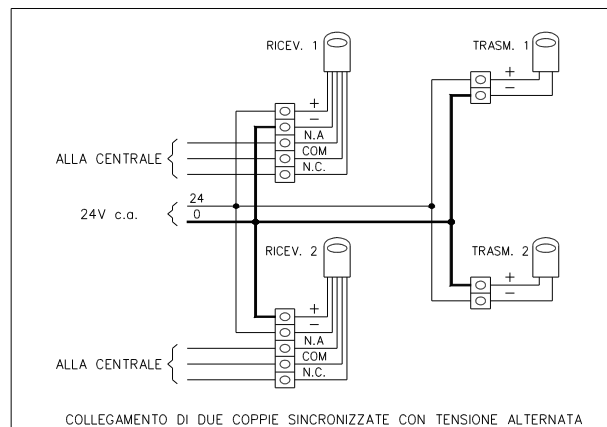 RICEV. 1
TRASM. 1
+
−
+
−
N.A
COM
N.C.
ALLA CENTRALE
24
0
24V c.a.
RICEV. 2
TRASM. 2
+
−
+
−
N.A
COM
N.C.
ALLA CENTRALE
COLLEGAMENTO DI DUE COPPIE SINCRONIZZATE CON TENSIONE ALTERNATA